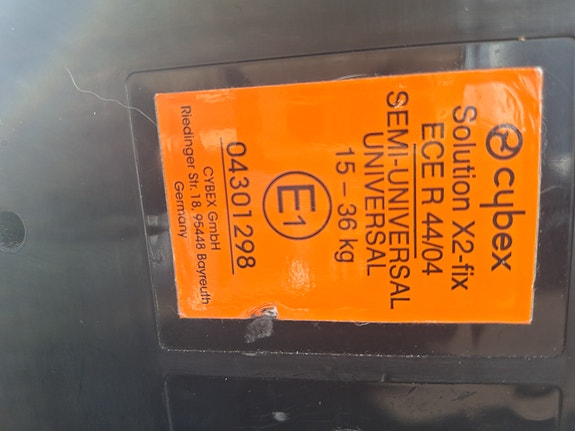 cybex
Solution X2-fix
ECE R 44/04
SEMI-UNIVERSAL
UNIVERSAL
15 – 36 kg
E1
04301298
CYBEX GmbH
Riedinger Str. 18, 95448 Bayreuth
Germany